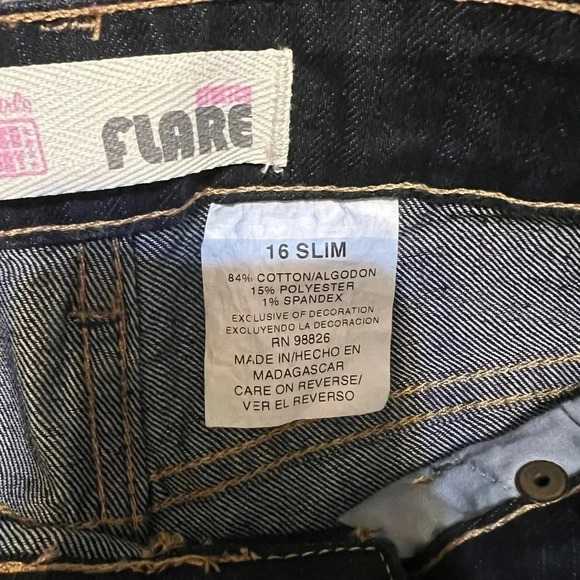 FLARE
16 SLIM
84% COTTON/ALGODON
15% POLYESTER
1% SPANDEX
EXCLUSIVE OF DECORATION
EXCLUYENDO LA DECORACION
RN 98826
MADE IN/HECHO EN
MADAGASCAR
CARE ON REVERSE/
VER EL REVERSO